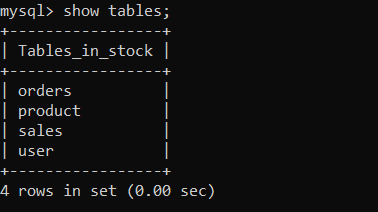 mysql> show tables;
+-----------------+
| Tables_in_stock |
+-----------------+
| orders          |
| product         |
| sales           |
| user            |
+-----------------+
4 rows in set (0.00 sec)